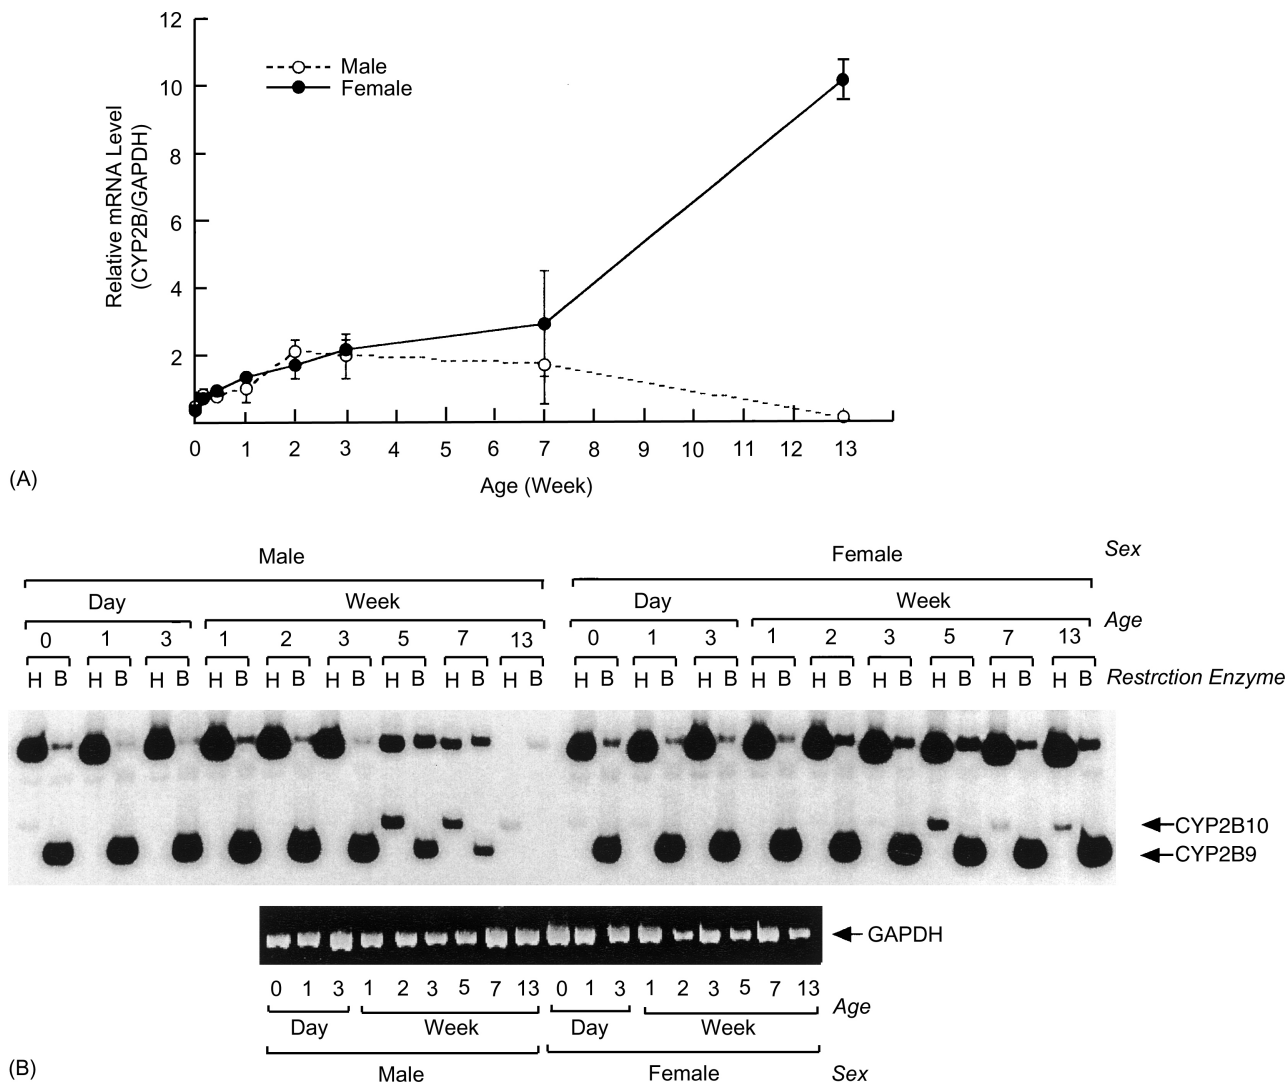 12
10
8
6
4
2
Relative mRNA Level
(CYP2B/GAPDH)
Male
Female
0 1 2 3 4 5 6 7 8 9 10 11 12 13
Age (Week)
(A)
Male Female Sex
Day Week Day Week
0 1 3 1 2 3 5 7 13 0 1 3 1 2 3 5 7 13 Age
H B H B H B H B H B H B H B H B H B H B H B H B H B H B H B H B H B H B Restrction Enzyme
CYP2B10
CYP2B9
GAPDH
0 1 3 1 2 3 5 7 13 0 1 3 1 2 3 5 7 13 Age
Day Week Day Week
Male Female Sex
(B)